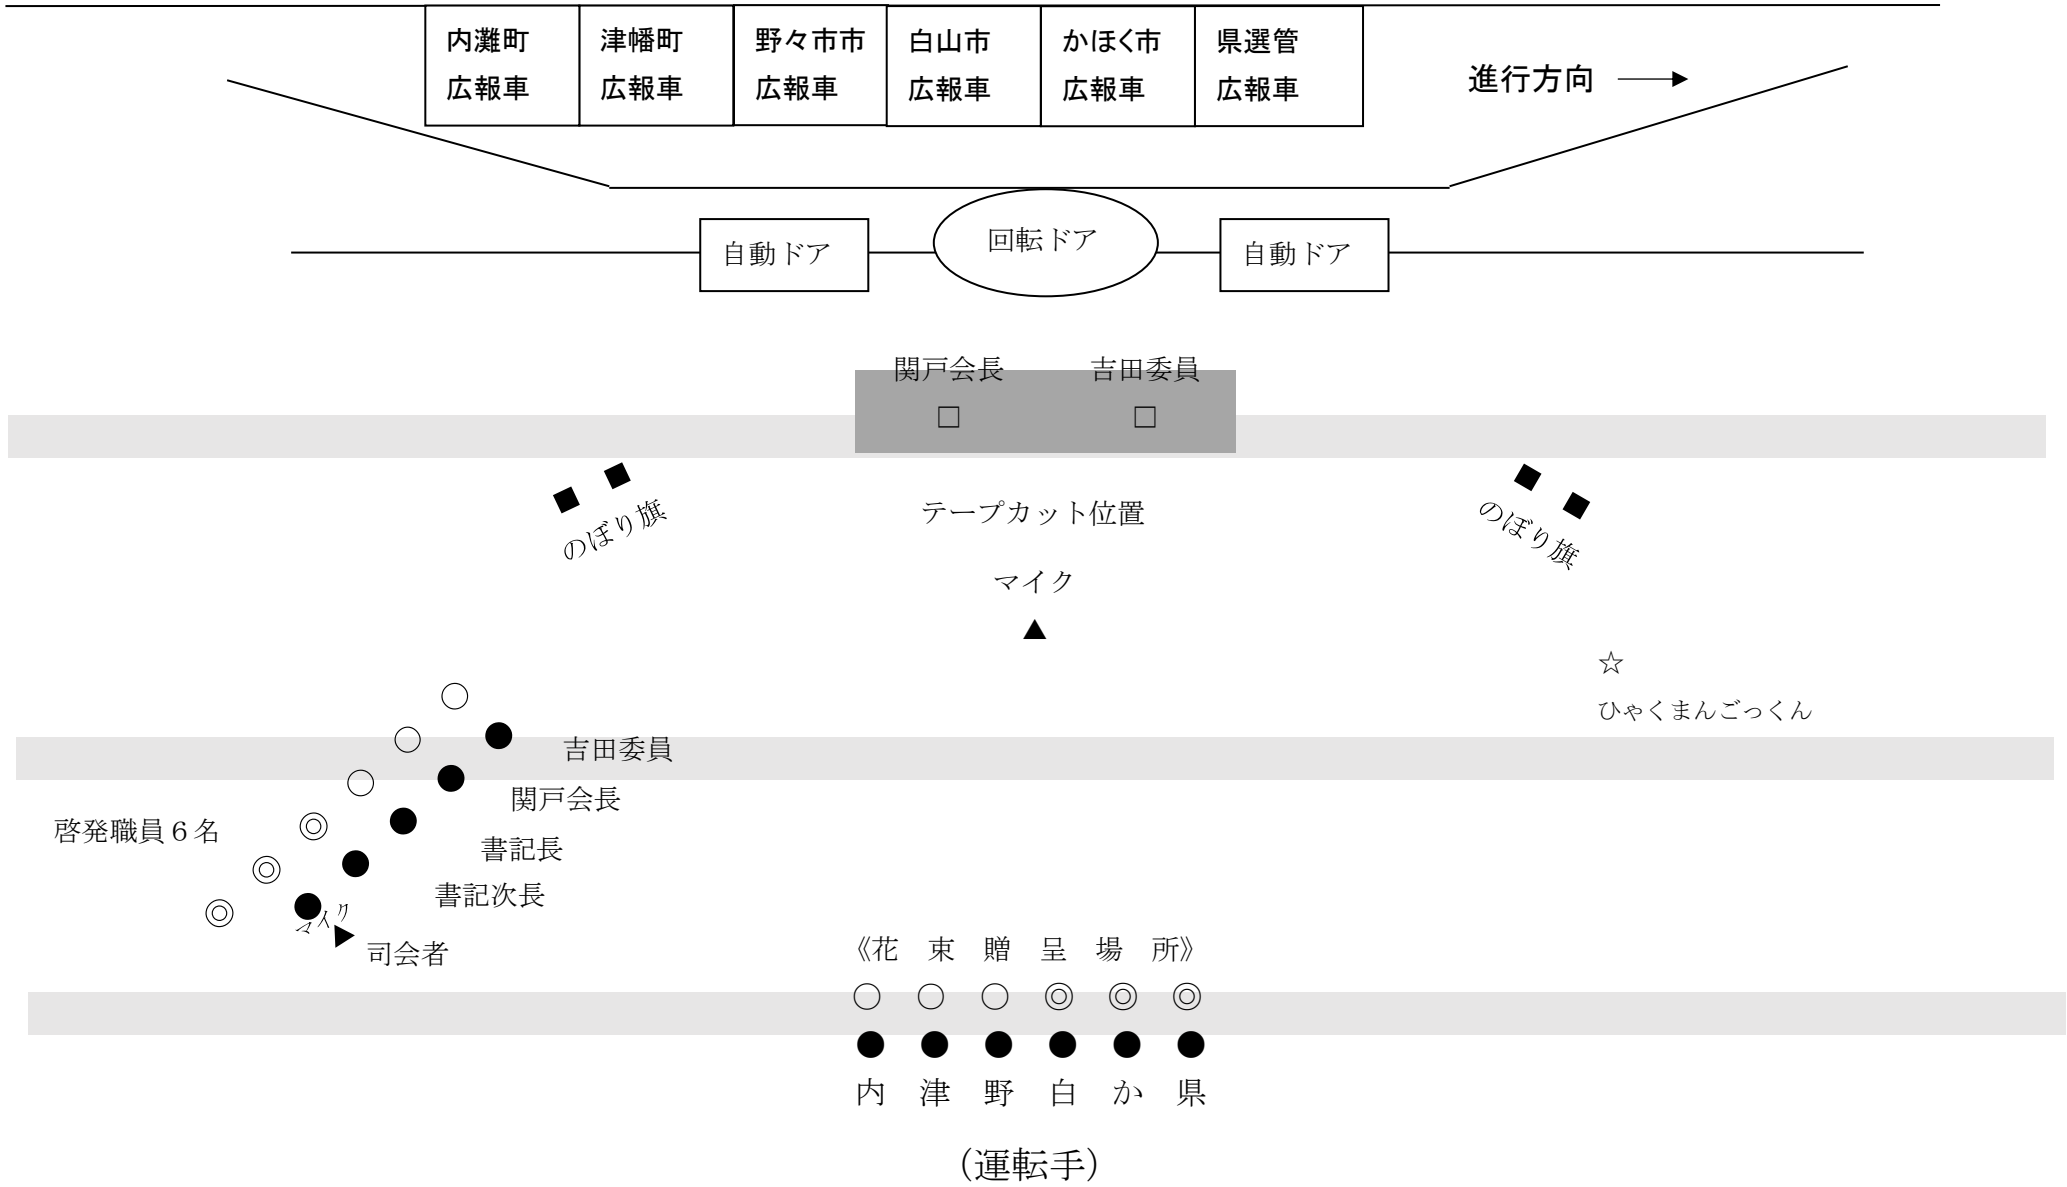 内灘町
広報車
津幡町
広報車
野々市市
広報車
白山市
広報車
かほく市
広報車
県選管
広報車
進行方向
自動ドア
回転ドア
自動ドア
関戸会長
吉田委員
のぼり旗
テープカット位置
のぼり旗
マイク
☆
ひゃくまんごっくん
吉田委員
関戸会長
啓発職員６名
書記長
書記次長
マイク
司会者
《花　束　贈　呈　場　所》
○　○　○　◎　◎　◎
●　●　●　●　●　●
内　津　野　白　か　県
（運転手）